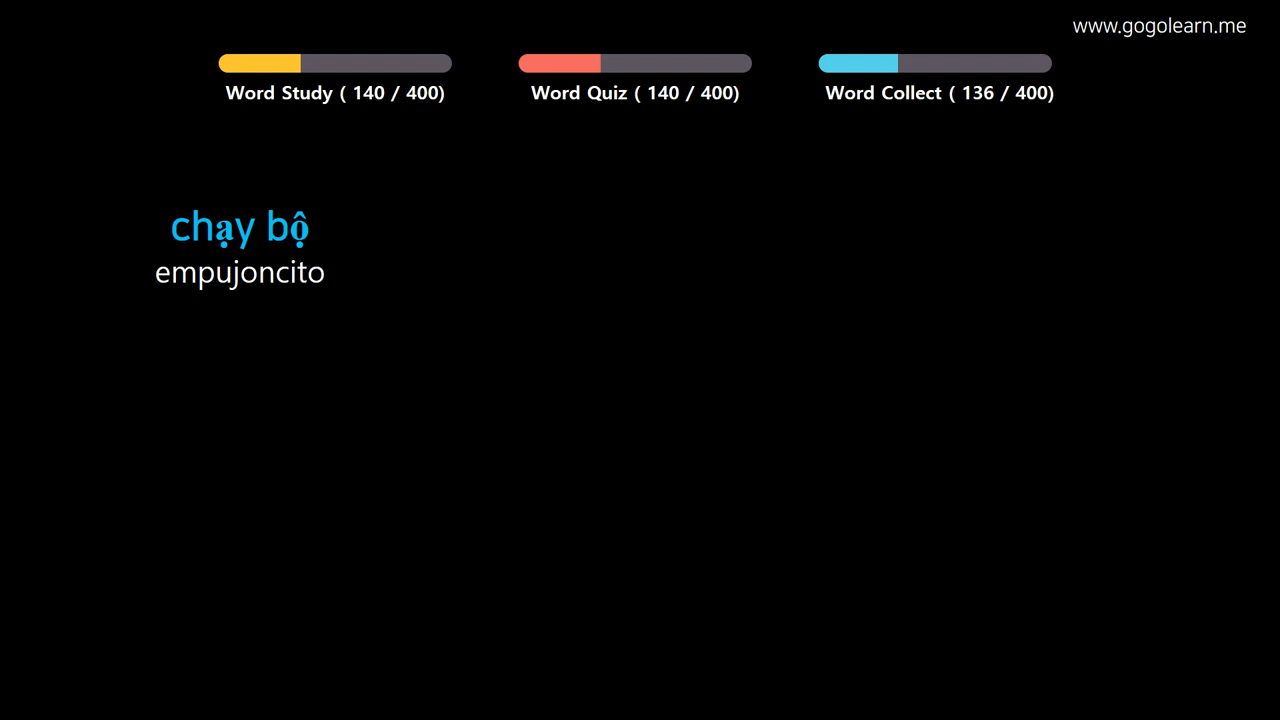 www.gogolearn.me
Word Study ( 140 / 400)
Word Quiz ( 140 / 400)
Word Collect ( 136 / 400)
chạy bộ
empujoncito